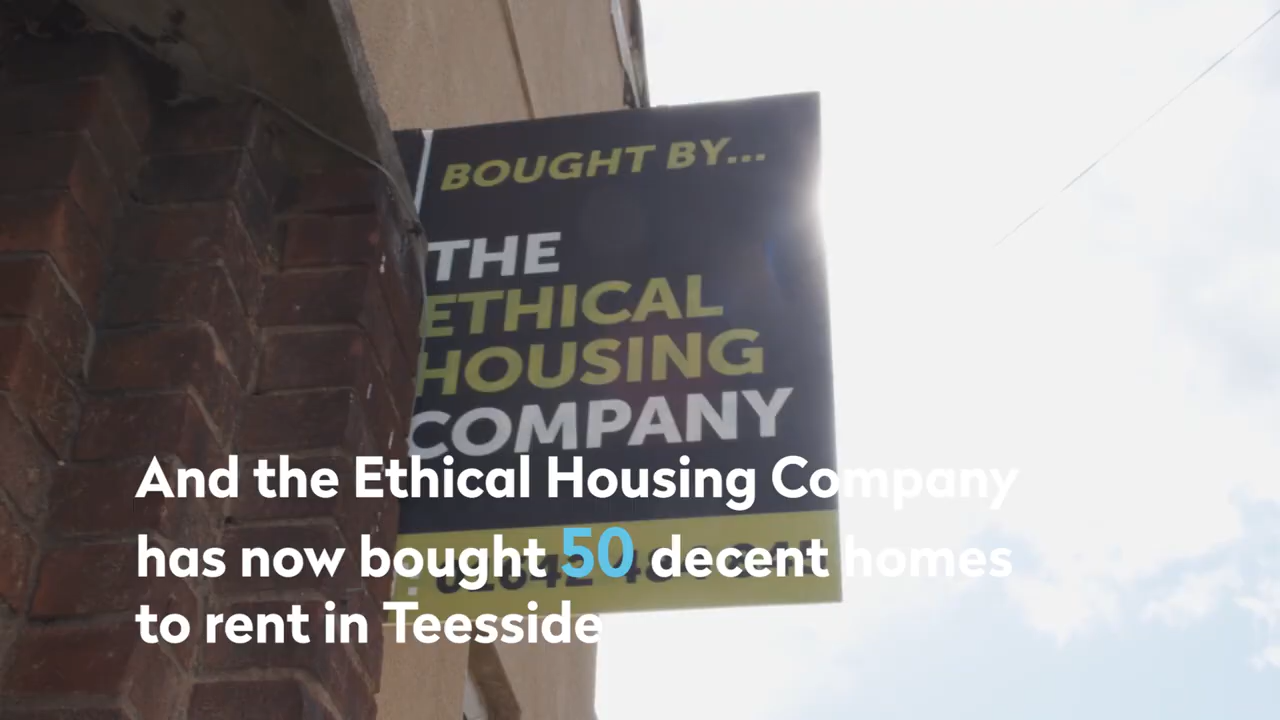 BOUGHT BY...
THE
ETHICAL
HOUSING
COMPANY
And the Ethical Housing Company
has now bought 50 decent homes
to rent in Teesside